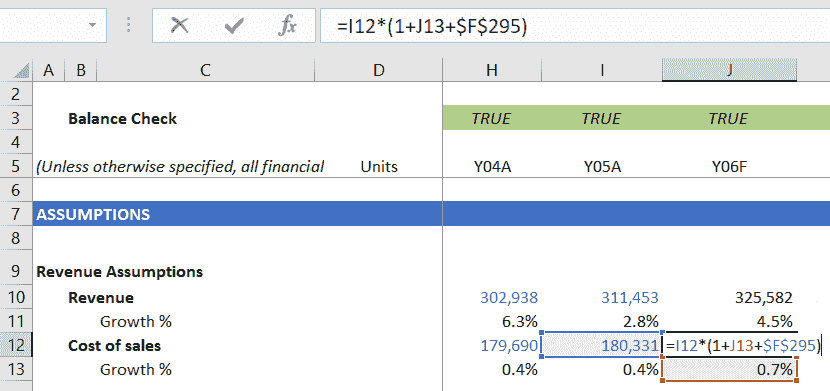 =I12*(1+J13+$F$295)
A B C D H I J
2
3 Balance Check TRUE TRUE TRUE
4
5 (Unless otherwise specified, all financial Units Y04A Y05A Y06F
6
7 ASSUMPTIONS
8
9 Revenue Assumptions
10 Revenue 302,938 311,453 325,582
11 Growth % 6.3% 2.8% 4.5%
12 Cost of sales 179,690 180,331 =I12*(1+J13+$F$295)
13 Growth % 0.4% 0.4% 0.7%